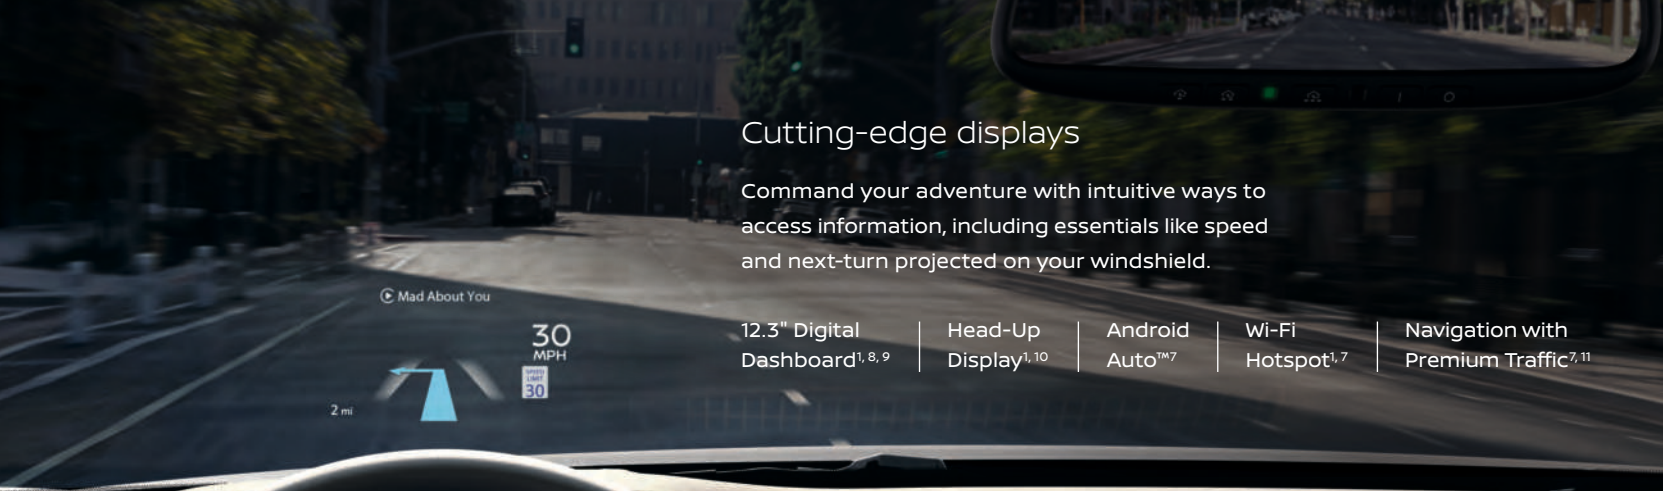 Cutting-edge displays
Command your adventure with intuitive ways to
access information, including essentials like speed
and next-turn projected on your windshield.
Mad About You
30
MPH
SPEED
LIMIT
30
2 mi
12.3" Digital
Dashboard1, 8, 9
Head-Up
Display1, 10
Android
Auto™7
Wi-Fi
Hotspot1, 7
Navigation with
Premium Traffic7, 11